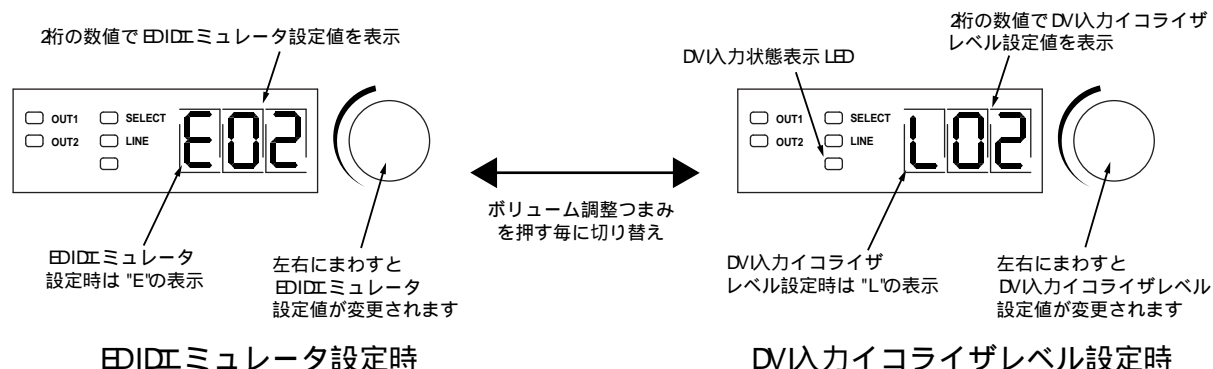 2桁の数値でEDIDエミュレータ設定値を表示
OUT1
SELECT
OUT2
LINE
E02
EDIDエミュレータ
設定時は "E"の表示
左右にまわすと
EDIDエミュレータ
設定値が変更されます
EDIDエミュレータ設定時
ボリューム調整つまみ
を押す毎に切り替え
2桁の数値でDVI入力イコライザ
レベル設定値を表示
DVI入力状態表示 LED
OUT1
SELECT
OUT2
LINE
L02
DVI入力イコライザ
レベル設定時は "L"の表示
左右にまわすと
DVI入力イコライザレベル
設定値が変更されます
DVI入力イコライザレベル設定時